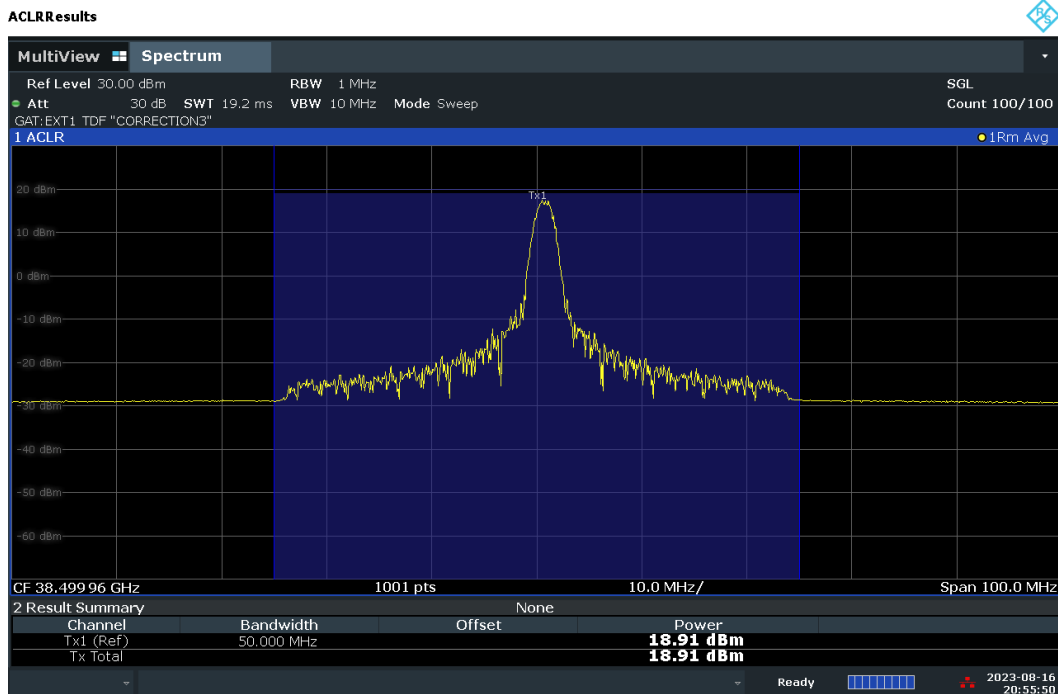 ACLRResults
R&S
MultiView Spectrum
Ref Level 30.00 dBm RBW 1 MHz SGL
Att 30 dB SWT 19.2 ms VBW 10 MHz Mode Sweep Count 100/100
GAT:EXT1 TDF "CORRECTION3"
1 ACLR 1Rm Avg
Tx1
20 dBm
10 dBm
0 dBm
-10 dBm
-20 dBm
-30 dBm
-40 dBm
-50 dBm
-60 dBm
CF 38.49996 GHz 1001 pts 10.0 MHz/ Span 100.0 MHz
2 Result Summary None
Channel Bandwidth Offset Power
Tx1 (Ref) 50.000 MHz 18.91 dBm
Tx Total 18.91 dBm
Ready 2023-08-16
20:55:50